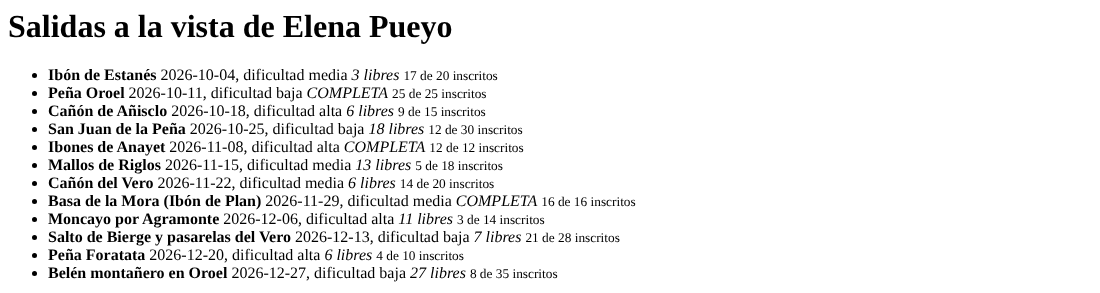 Salidas a la vista de Elena Pueyo
Ibón de Estanés 2026-10-04, dificultad media 3 libres 17 de 20 inscritos
Peña Oroel 2026-10-11, dificultad baja COMPLETA 25 de 25 inscritos
Cañón de Añisclo 2026-10-18, dificultad alta 6 libres 9 de 15 inscritos
San Juan de la Peña 2026-10-25, dificultad baja 18 libres 12 de 30 inscritos
Ibones de Anayet 2026-11-08, dificultad alta COMPLETA 12 de 12 inscritos
Mallos de Riglos 2026-11-15, dificultad media 13 libres 5 de 18 inscritos
Cañón del Vero 2026-11-22, dificultad media 6 libres 14 de 20 inscritos
Basa de la Mora (Ibón de Plan) 2026-11-29, dificultad media COMPLETA 16 de 16 inscritos
Moncayo por Agramonte 2026-12-06, dificultad alta 11 libres 3 de 14 inscritos
Salto de Bierge y pasarelas del Vero 2026-12-13, dificultad baja 7 libres 21 de 28 inscritos
Peña Foratata 2026-12-20, dificultad alta 6 libres 4 de 10 inscritos
Belén montañero en Oroel 2026-12-27, dificultad baja 27 libres 8 de 35 inscritos